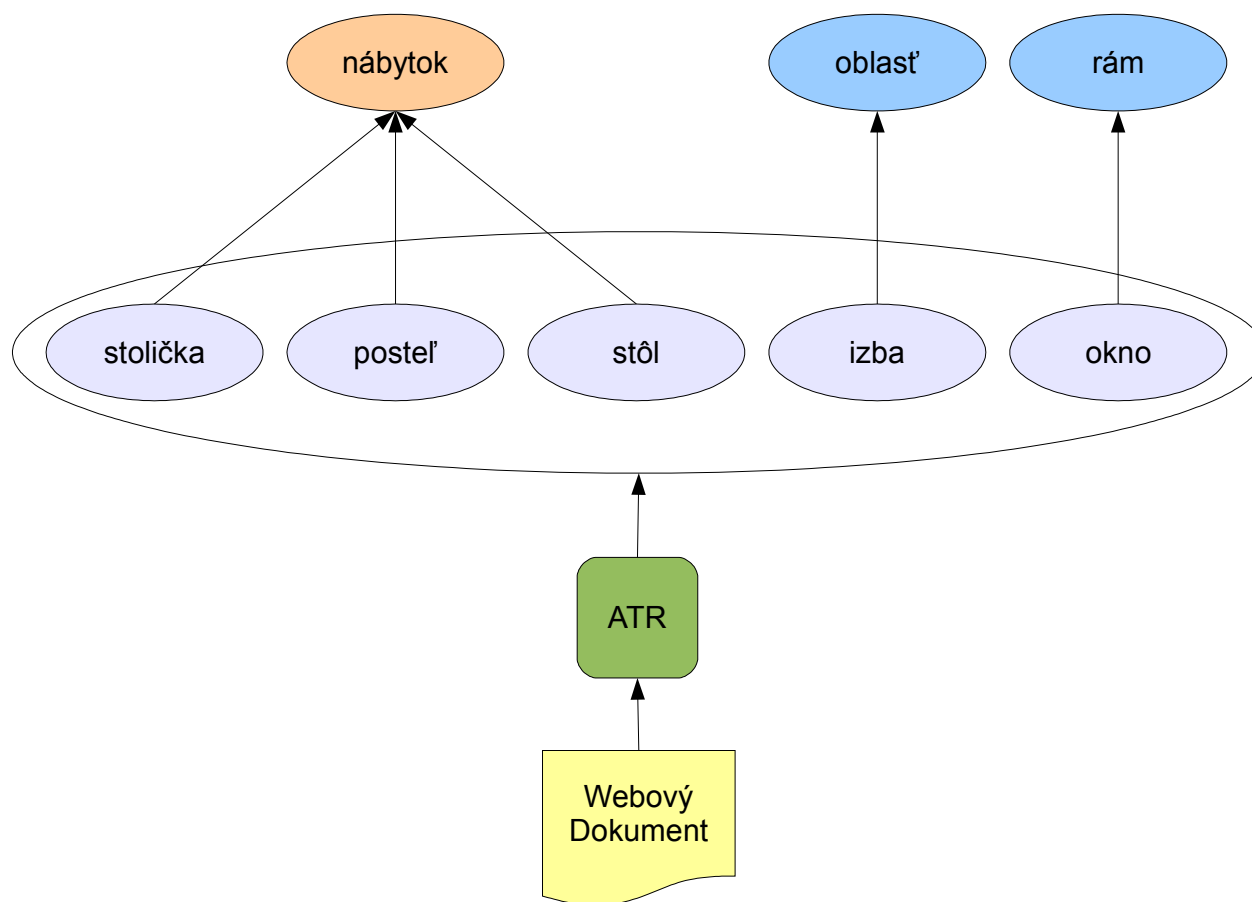 nábytok
oblasť
rám
stolička
posteľ
stôl
izba
okno
ATR
Webový
Dokument